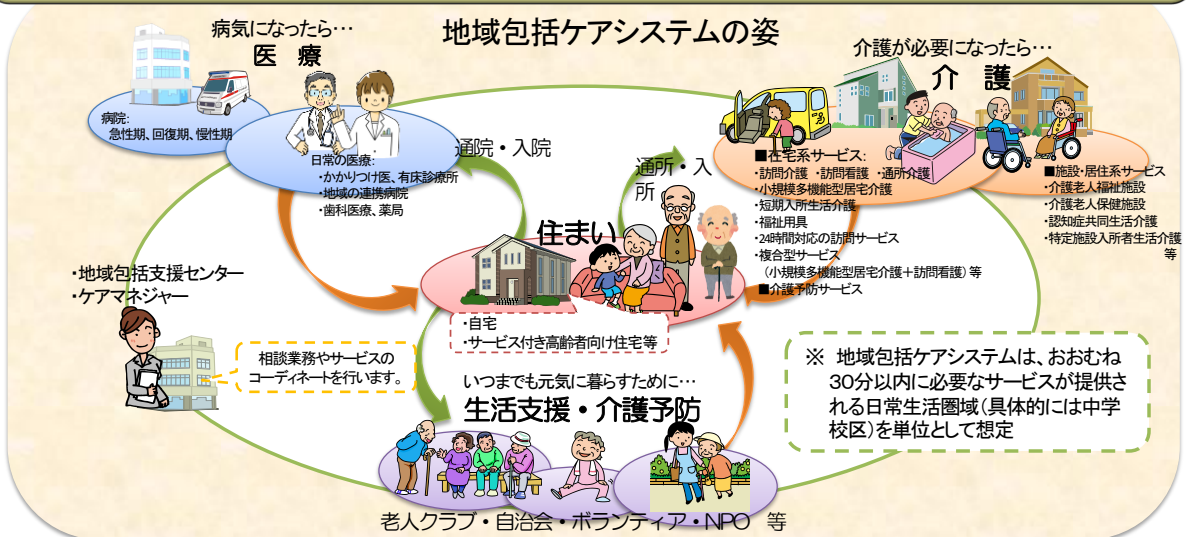 地域包括ケアシステムの姿
病気になったら…
医 療
病院:
急性期、回復期、慢性期
日常の医療:
・かかりつけ医、有床診療所
・地域の連携病院
・歯科医療、薬局
通院・入院
通所・入
所
介護が必要になったら…
介 護
■在宅系サービス:
・訪問介護 ・訪問看護 ・通所介護
・小規模多機能型居宅介護
・短期入所生活介護
・福祉用具
・24時間対応の訪問サービス
・複合型サービス
(小規模多機能型居宅介護+訪問看護)等
■介護予防サービス
■施設・居住系サービス
・介護老人福祉施設
・介護老人保健施設
・認知症共同生活介護
・特定施設入所者生活介護
等
住まい
・自宅
・サービス付き高齢者向け住宅等
・地域包括支援センター
・ケアマネジャー
相談業務やサービスの
コーディネートを行います。
いつまでも元気に暮らすために…
生活支援・介護予防
老人クラブ・自治会・ボランティア・NPO 等
※ 地域包括ケアシステムは、おおむね
30分以内に必要なサービスが提供さ
れる日常生活圏域(具体的には中学
校区)を単位として想定